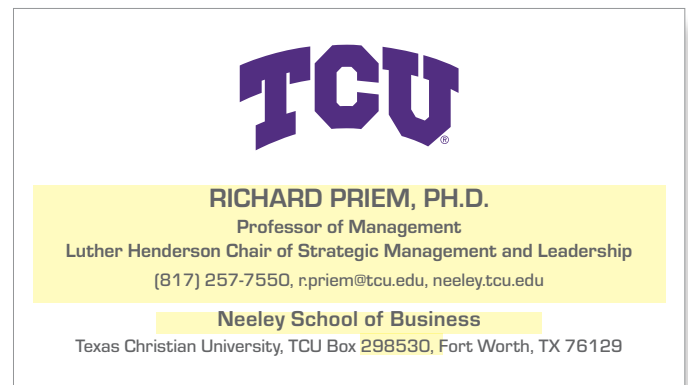 TCU®
RICHARD PRIEM, PH.D.
Professor of Management
Luther Henderson Chair of Strategic Management and Leadership
(817) 257-7550, r.priem@tcu.edu, neeley.tcu.edu
Neeley School of Business
Texas Christian University, TCU Box 298530, Fort Worth, TX 76129